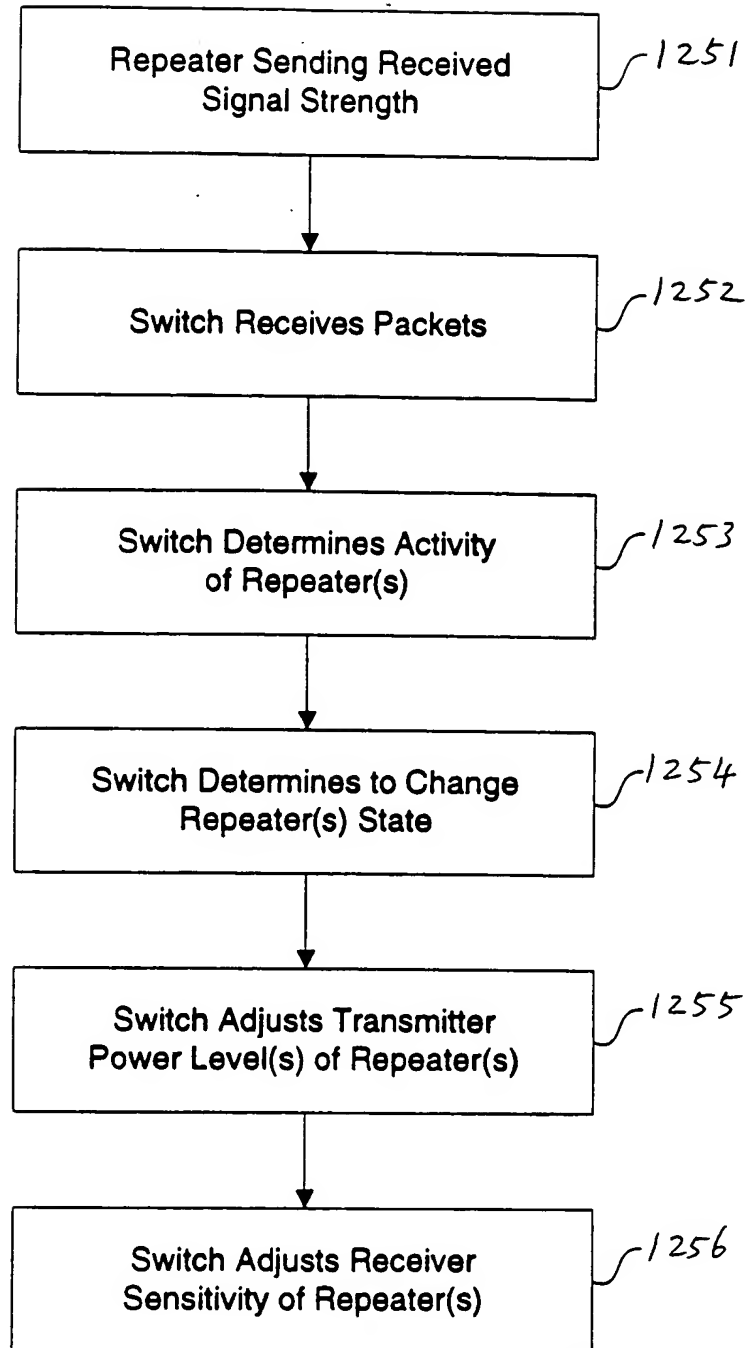 Repeater Sending Received
Signal Strength
1251
Switch Receives Packets
1252
Switch Determines Activity
of Repeater(s)
1253
Switch Determines to Change
Repeater(s) State
1254
Switch Adjusts Transmitter
Power Level(s) of Repeater(s)
1255
Switch Adjusts Receiver
Sensitivity of Repeater(s)
1256